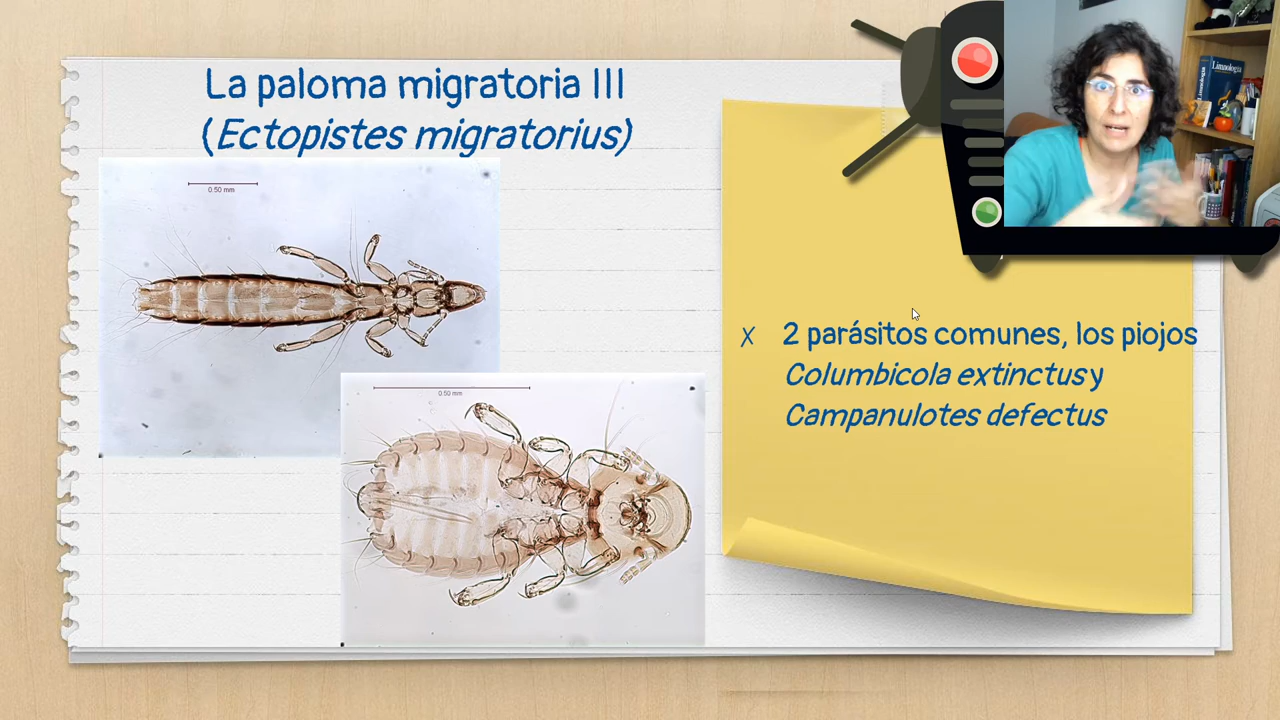 La paloma migratoria III
(Ectopistes migratorius)
0.50 mm
0.50 mm
x 2 parásitos comunes, los piojos
Columbicola extinctus y
Campanulotes defectus
Limnología